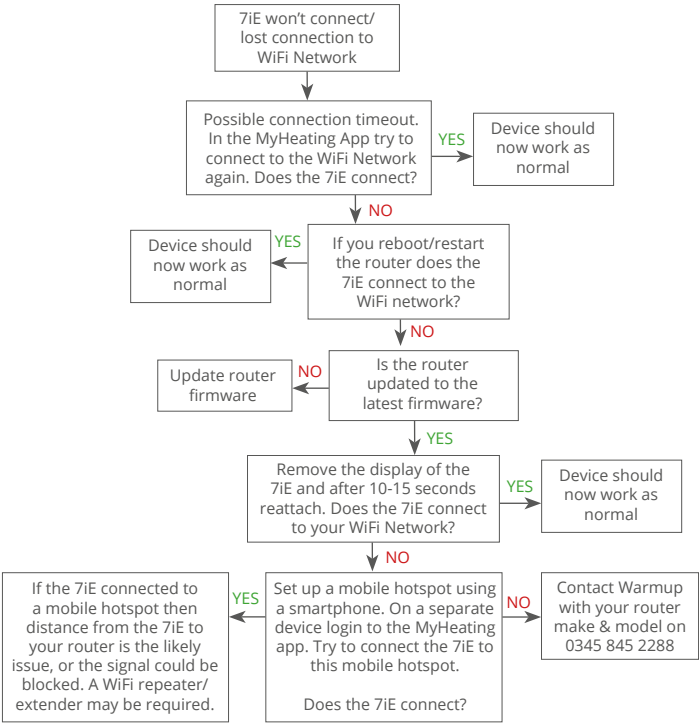 7iE won't connect/
lost connection to
WiFi Network
Possible connection timeout.
In the MyHeating App try to
connect to the WiFi Network
again. Does the 7iE connect?
YES
Device should
now work as
normal
NO
If you reboot/restart
the router does the
7iE connect to the
WiFi network?
YES
Device should
now work as
normal
NO
Is the router
updated to the
latest firmware?
NO
Update router
firmware
YES
Remove the display of the
7iE and after 10-15 seconds
reattach. Does the 7iE connect
to your WiFi Network?
YES
Device should
now work as
normal
NO
Set up a mobile hotspot using
a smartphone. On a separate
device login to the MyHeating
app. Try to connect the 7iE to
this mobile hotspot.
Does the 7iE connect?
YES
If the 7iE connected to
a mobile hotspot then
distance from the 7iE to
your router is the likely
issue, or the signal could be
blocked. A WiFi repeater/
extender may be required.
NO
Contact Warmup
with your router
make & model on
0345 845 2288